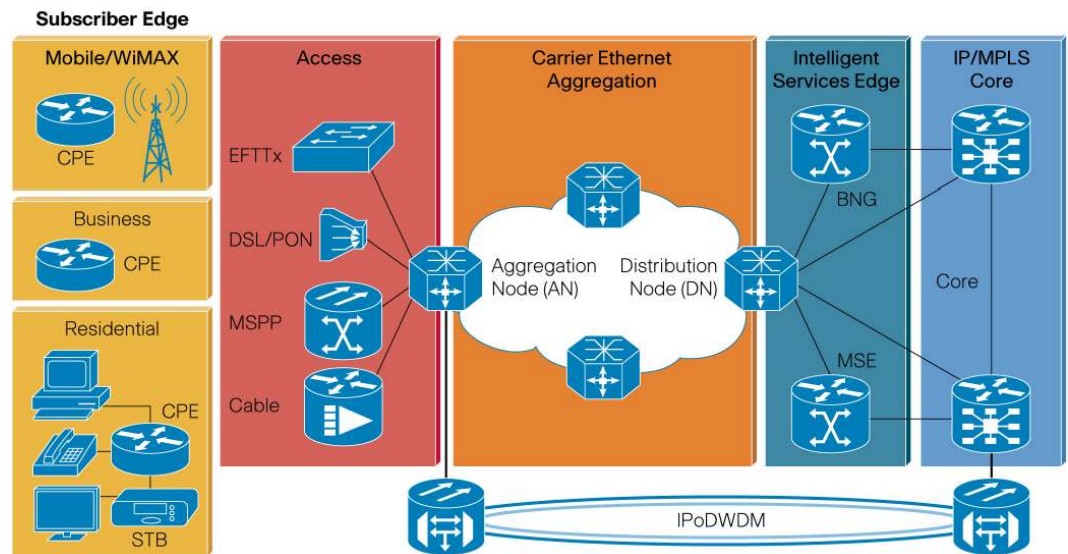 Subscriber Edge
Mobile/WiMAX
CPE
Business
CPE
Residential
CPE
STB
Access
EFTTx
DSL/PON
MSPP
Cable
Carrier Ethernet
Aggregation
Aggregation
Node (AN)
Distribution
Node (DN)
Intelligent
Services Edge
BNG
MSE
IP/MPLS
Core
Core
IPoDWDM